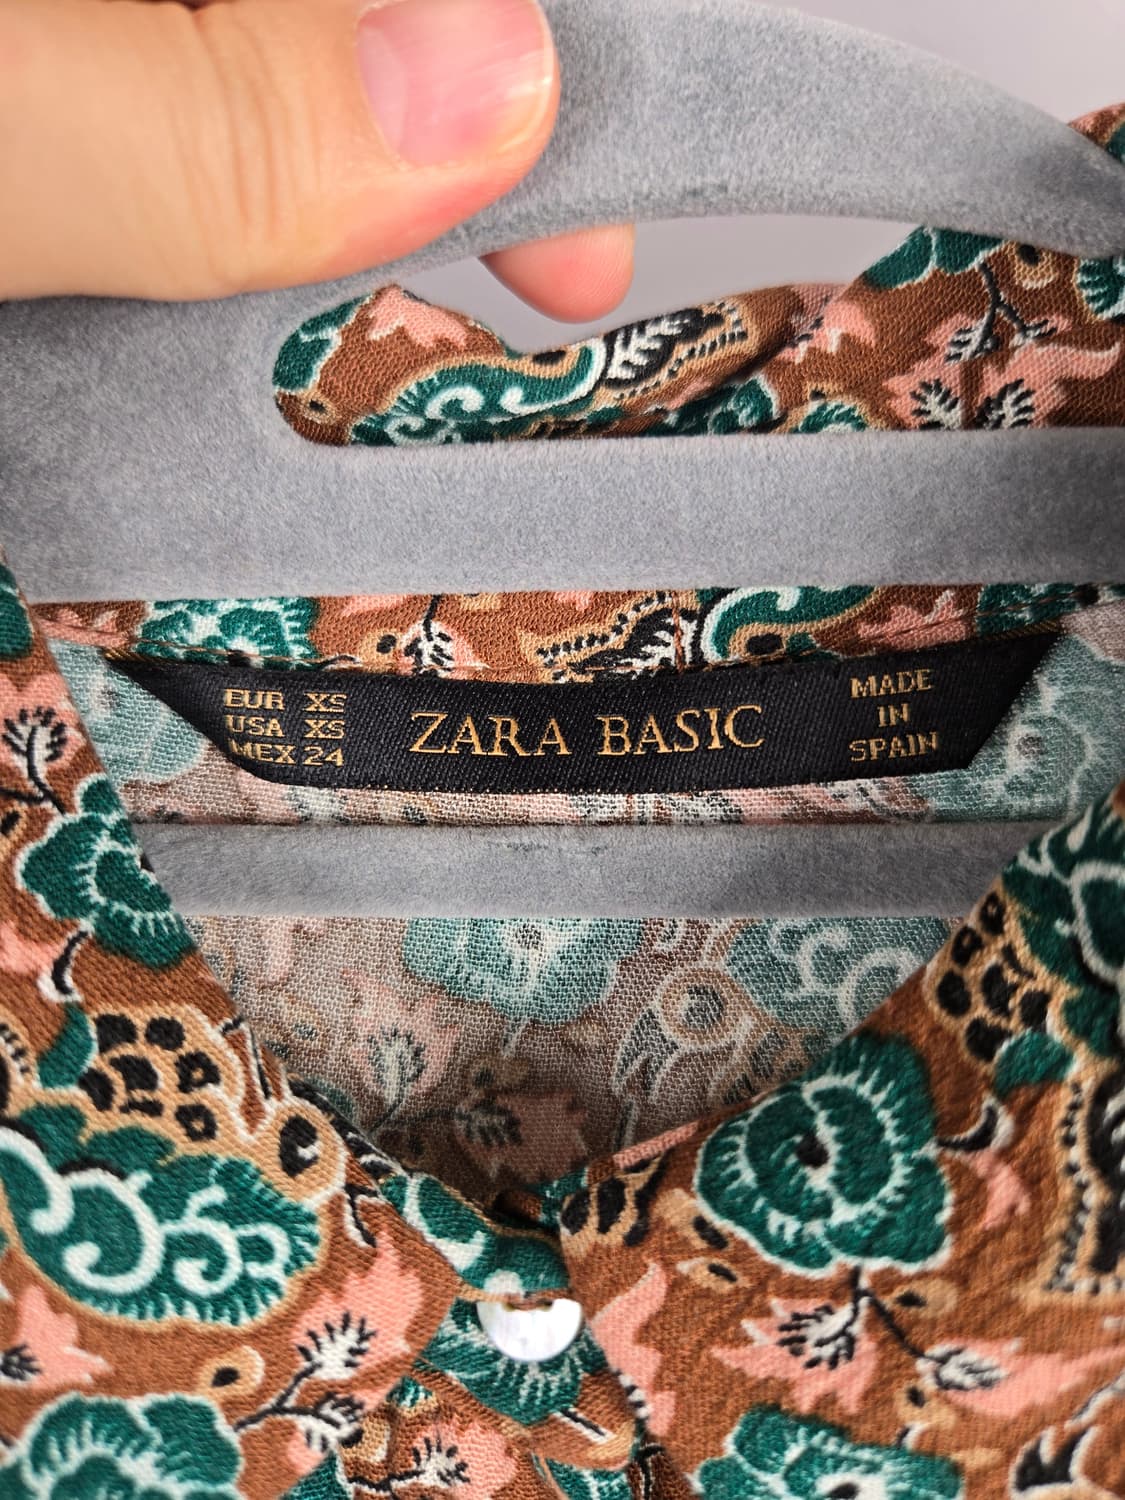 EUR XS
USA XS
MEX 24
ZARA BASIC
MADE
IN
SPAIN